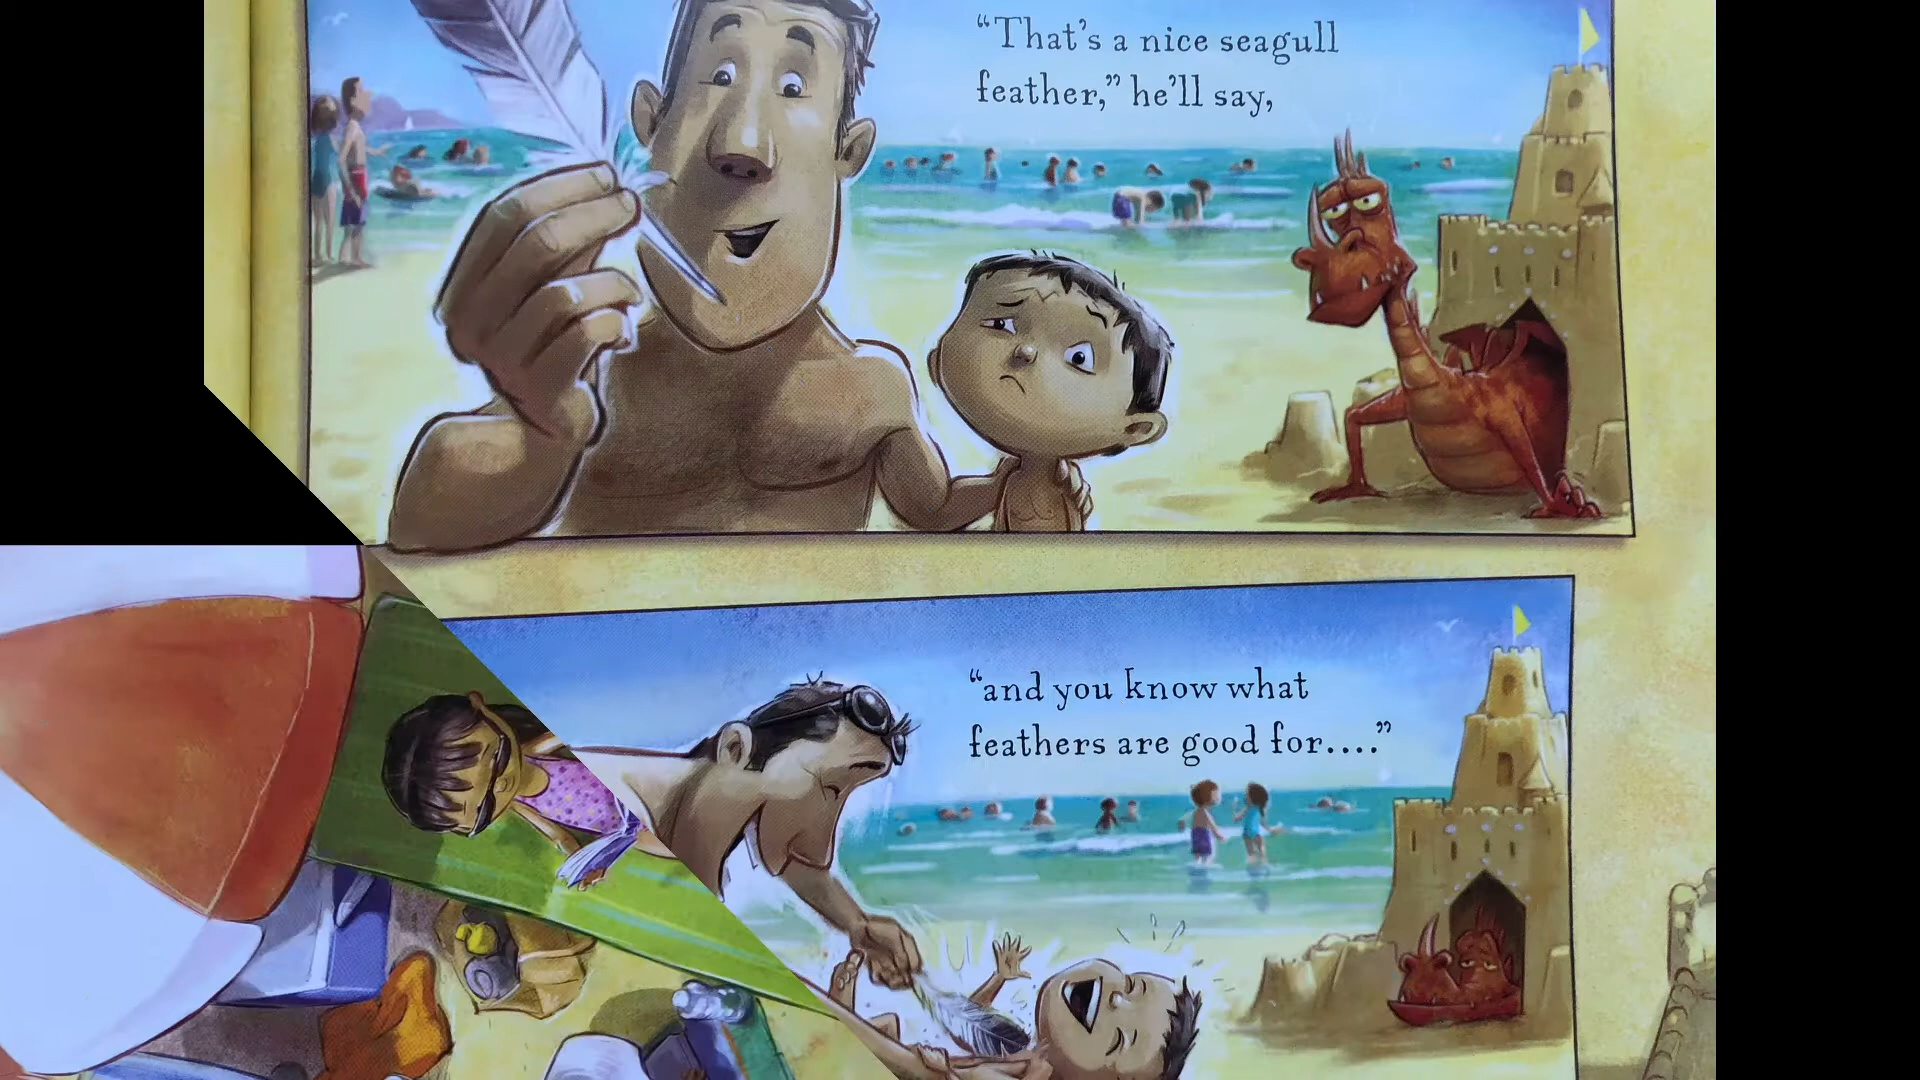 “That’s a nice seagull
feather,” he’ll say,
“and you know what
feathers are good for....”